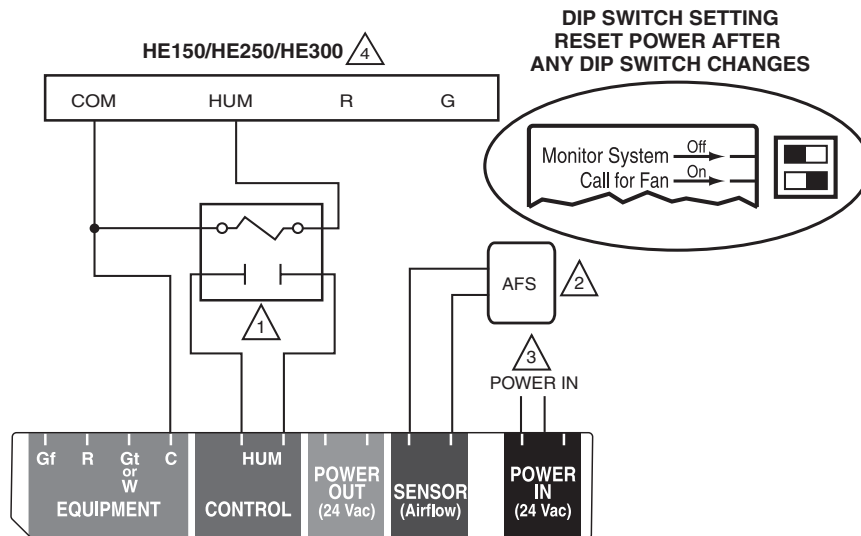 DIP SWITCH SETTING
RESET POWER AFTER
ANY DIP SWITCH CHANGES
HE150/HE250/HE300 4
COM HUM R G
Monitor System Off
Call for Fan On
AFS 2
1
3
POWER IN
Gf R Gt or W C
EQUIPMENT
HUM
CONTROL
POWER
OUT
(24 Vac)
SENSOR
(Airflow)
POWER
IN
(24 Vac)